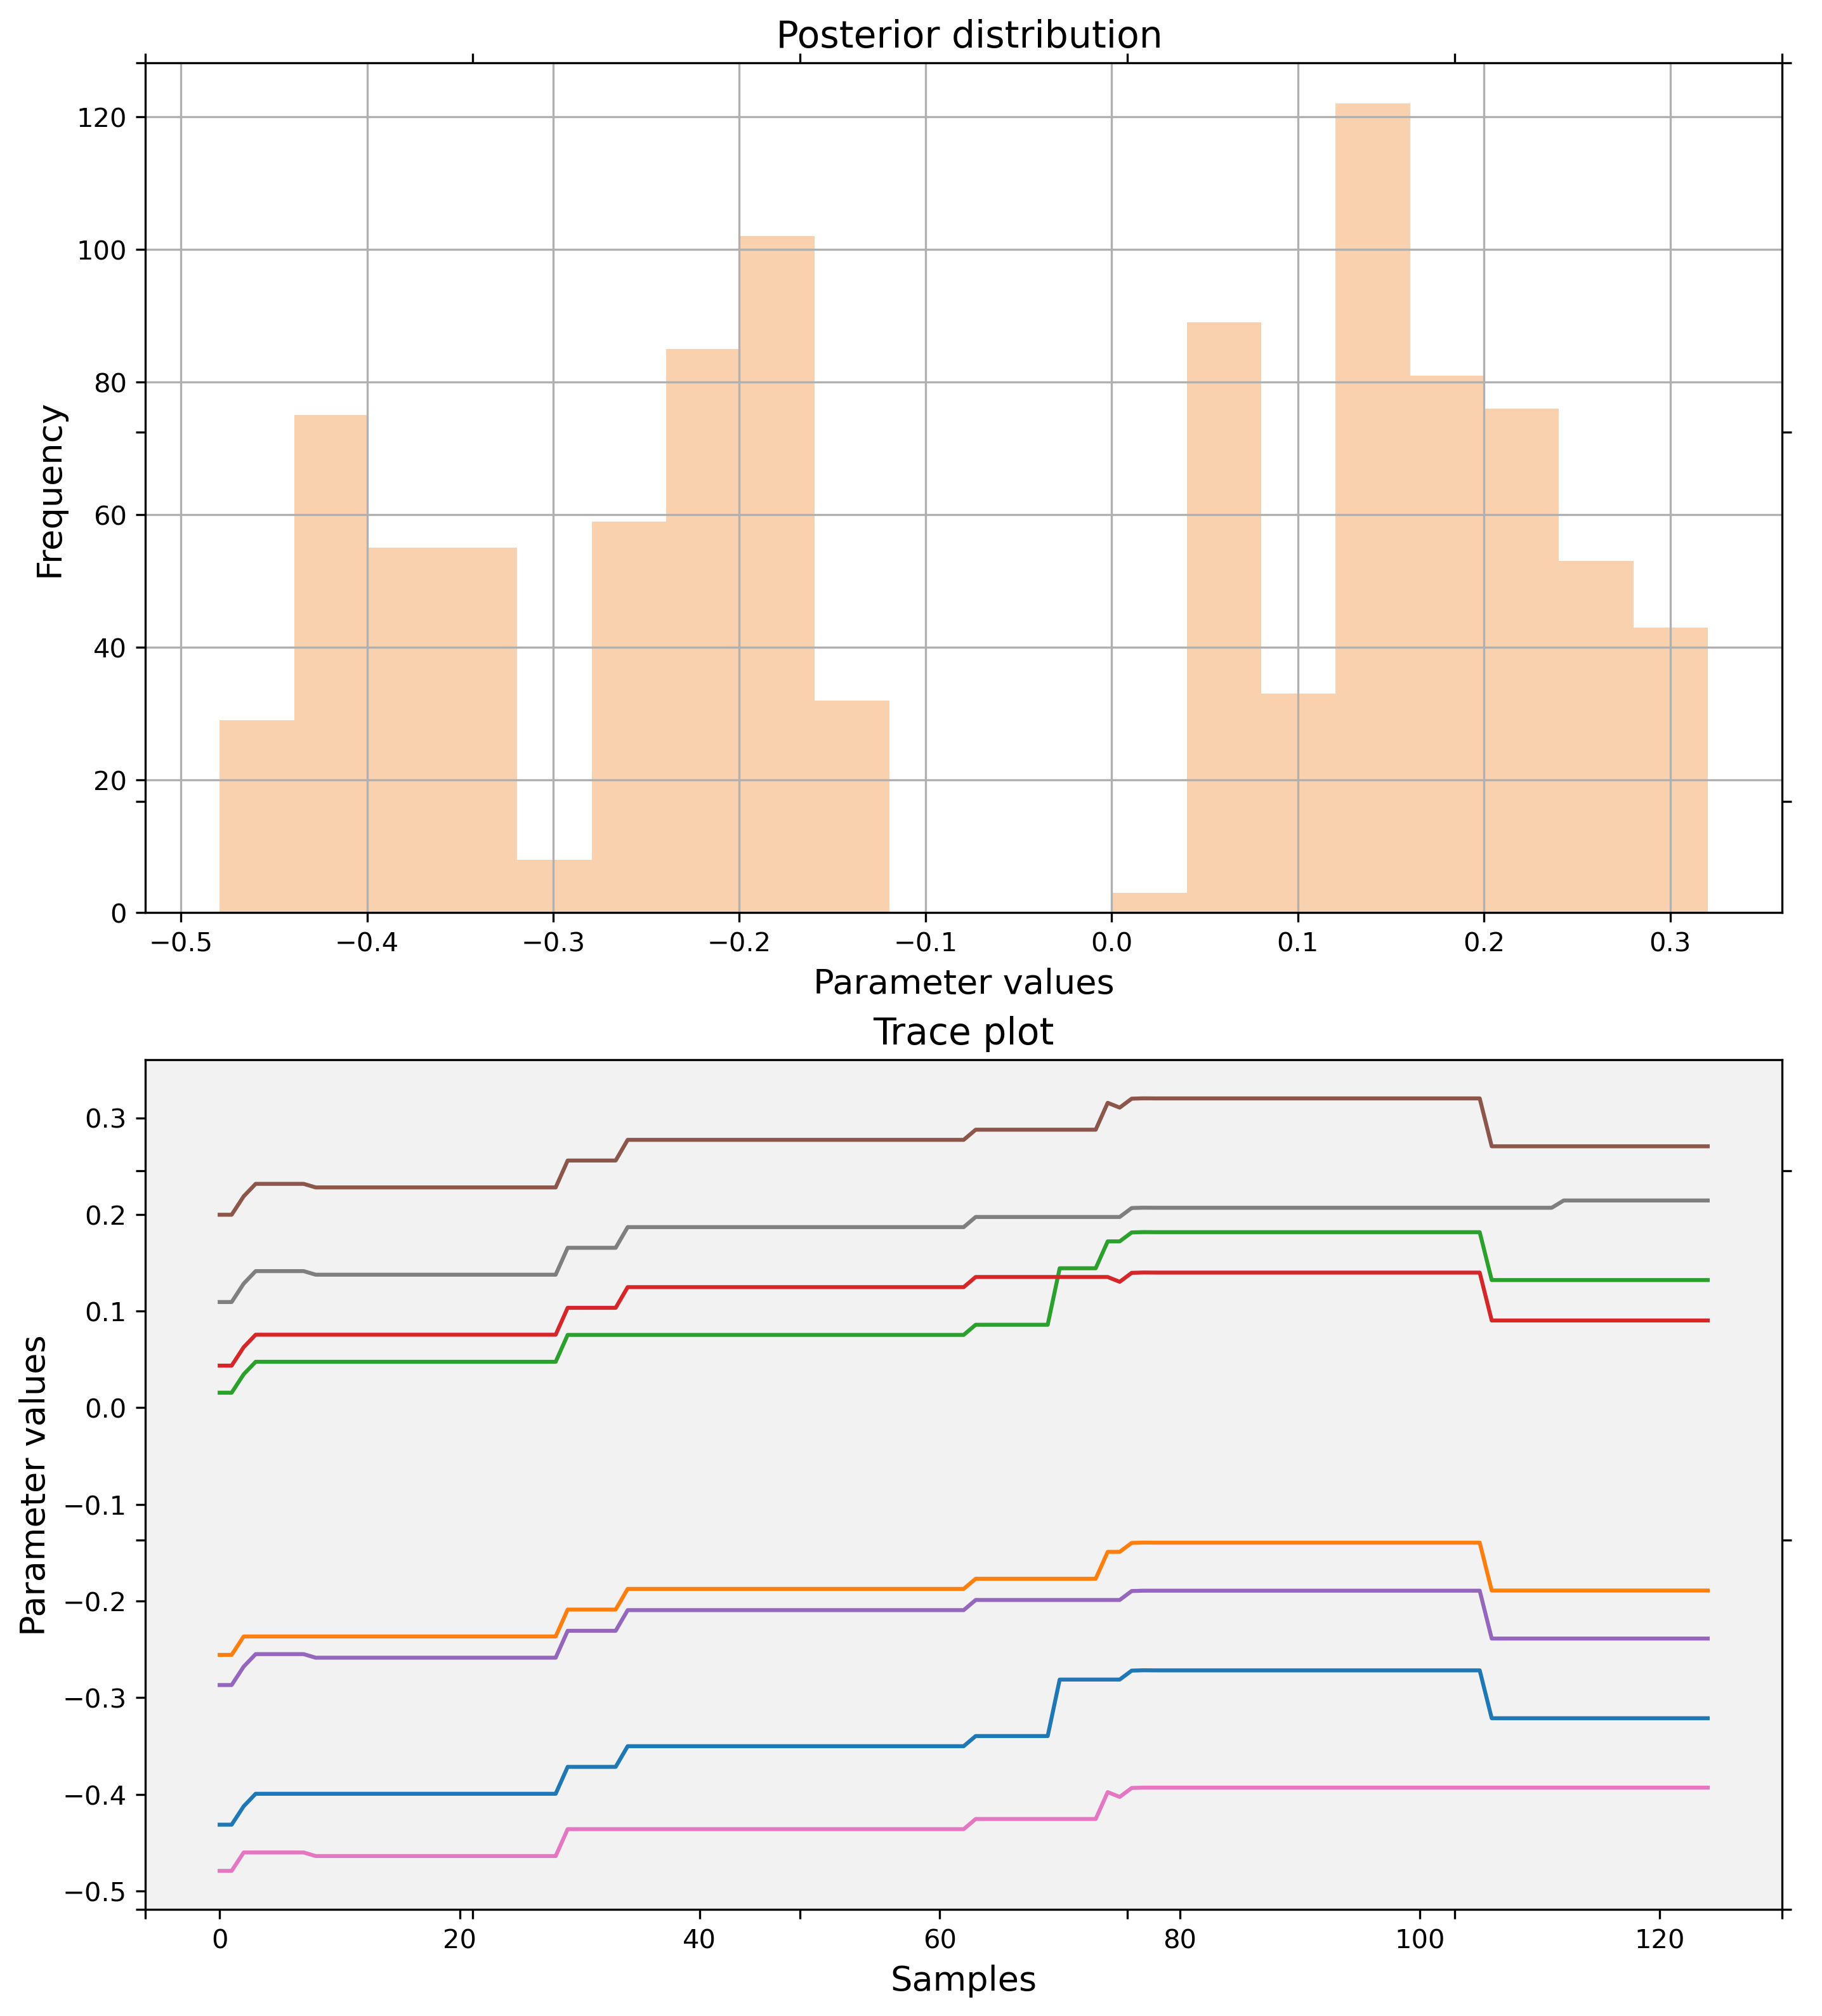 Posterior distribution
120
100
80
60
40
20
0
Frequency
−0.5 −0.4 −0.3 −0.2 −0.1 0.0 0.1 0.2 0.3
Parameter values
Trace plot
0.3
0.2
0.1
0.0
−0.1
−0.2
−0.3
−0.4
−0.5
Parameter values
0 20 40 60 80 100 120
Samples